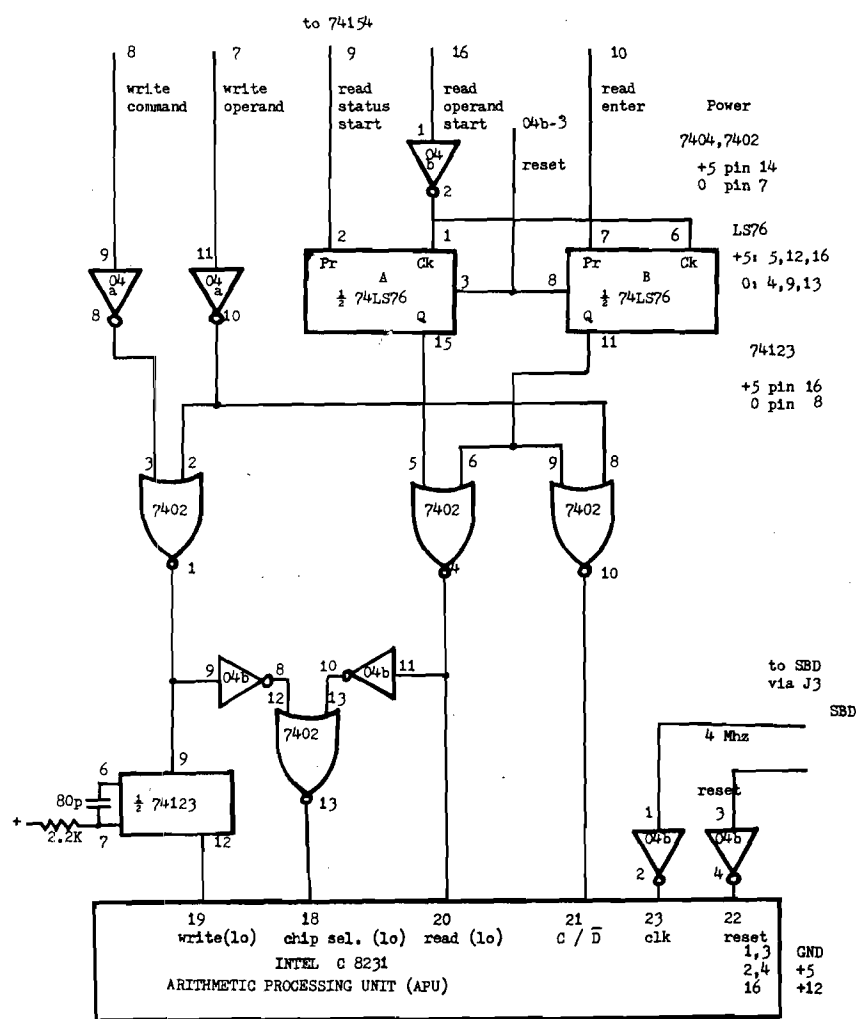 to 74154
8 7 9 16 10
write command
write operand
read status start
read operand start
04b-3
reset
read enter
Power
7404,7402
+5 pin 14
0 pin 7
LS76
+5: 5,12,16
0: 4,9,13
74123
+5 pin 16
0 pin 8
1
04 b
2
9
04 a
8
11
04 a
10
2 1
Pr A Ck
½ 74LS76
Q
3
15
7 6
Pr B Ck
8
½ 74LS76
Q
11
3 2
7402
1
5 6
7402
4
9 8
7402
10
9 04b 8
10 04b 11
12 13
7402
13
6 9
80p
½ 74123
+
2.2K
7 12
to SBD
via J3
SBD
4 Mhz
reset
1 3
04b 04b
2 4
19 18 20 21 23 22
write(lo) chip sel. (lo) read (lo) C / D̅ clk reset
INTEL C 8231
ARITHMETIC PROCESSING UNIT (APU)
1,3 GND
2,4 +5
16 +12